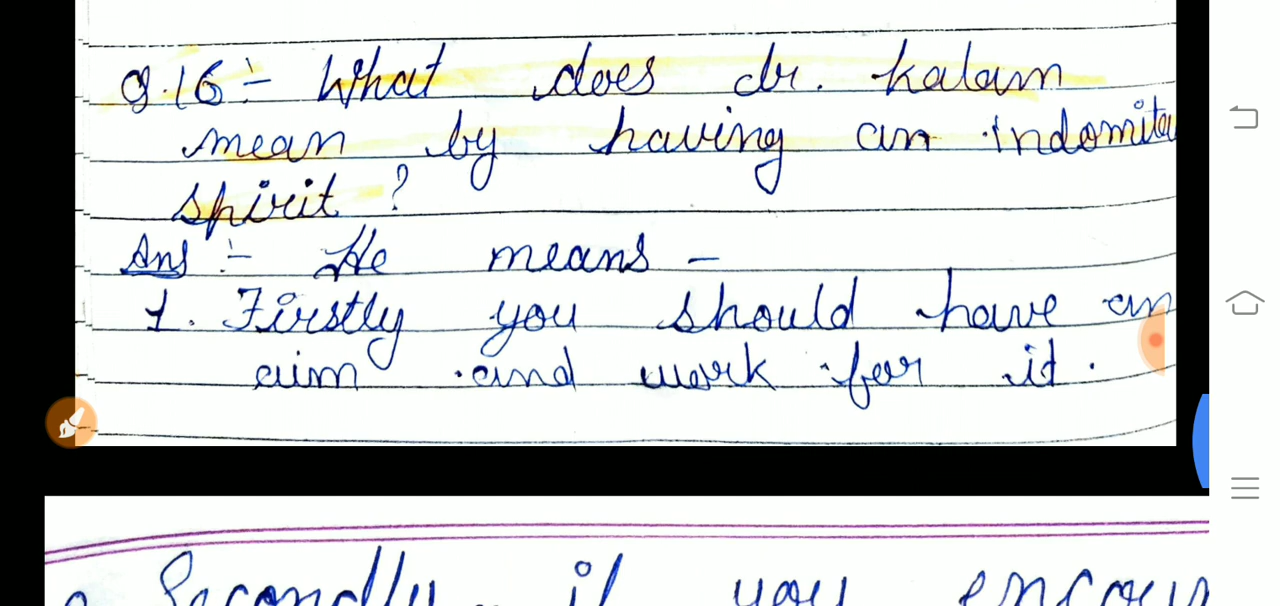 Q.16:- What does dr. kalam
mean by having an indomita
spirit ?
Ans :- He means -
1. Firstly you should have an
aim and work for it.
Secondly, if you encoun